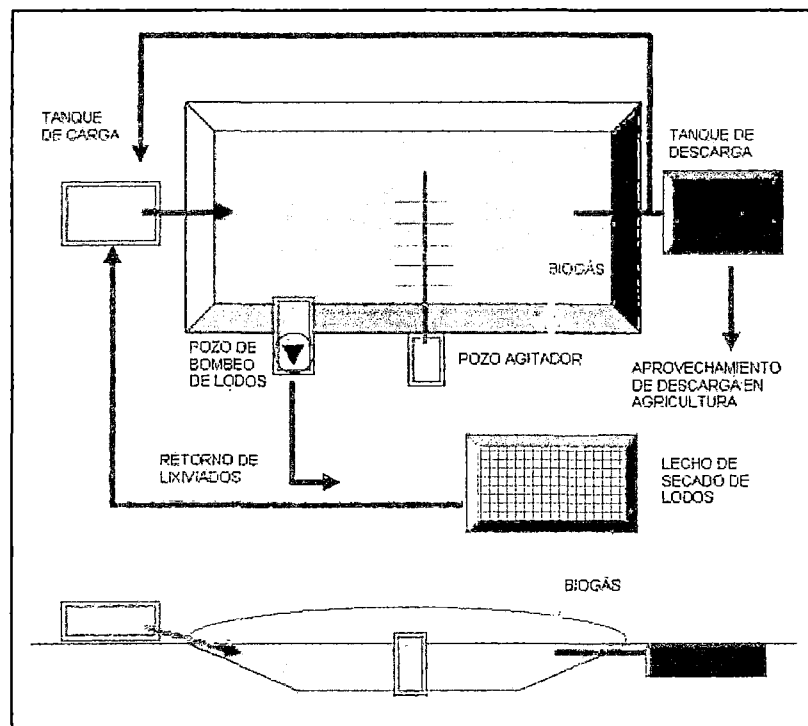 TANQUE
DE CARGA
TANQUE DE
DESCARGA
BIOGÁS
POZO DE
BOMBEO
DE LODOS
POZO AGITADOR
APROVECHAMIENTO
DE DESCARGA EN
AGRICULTURA
RETORNO DE
LIXIVIADOS
LECHO DE
SECADO DE
LODOS
BIOGÁS